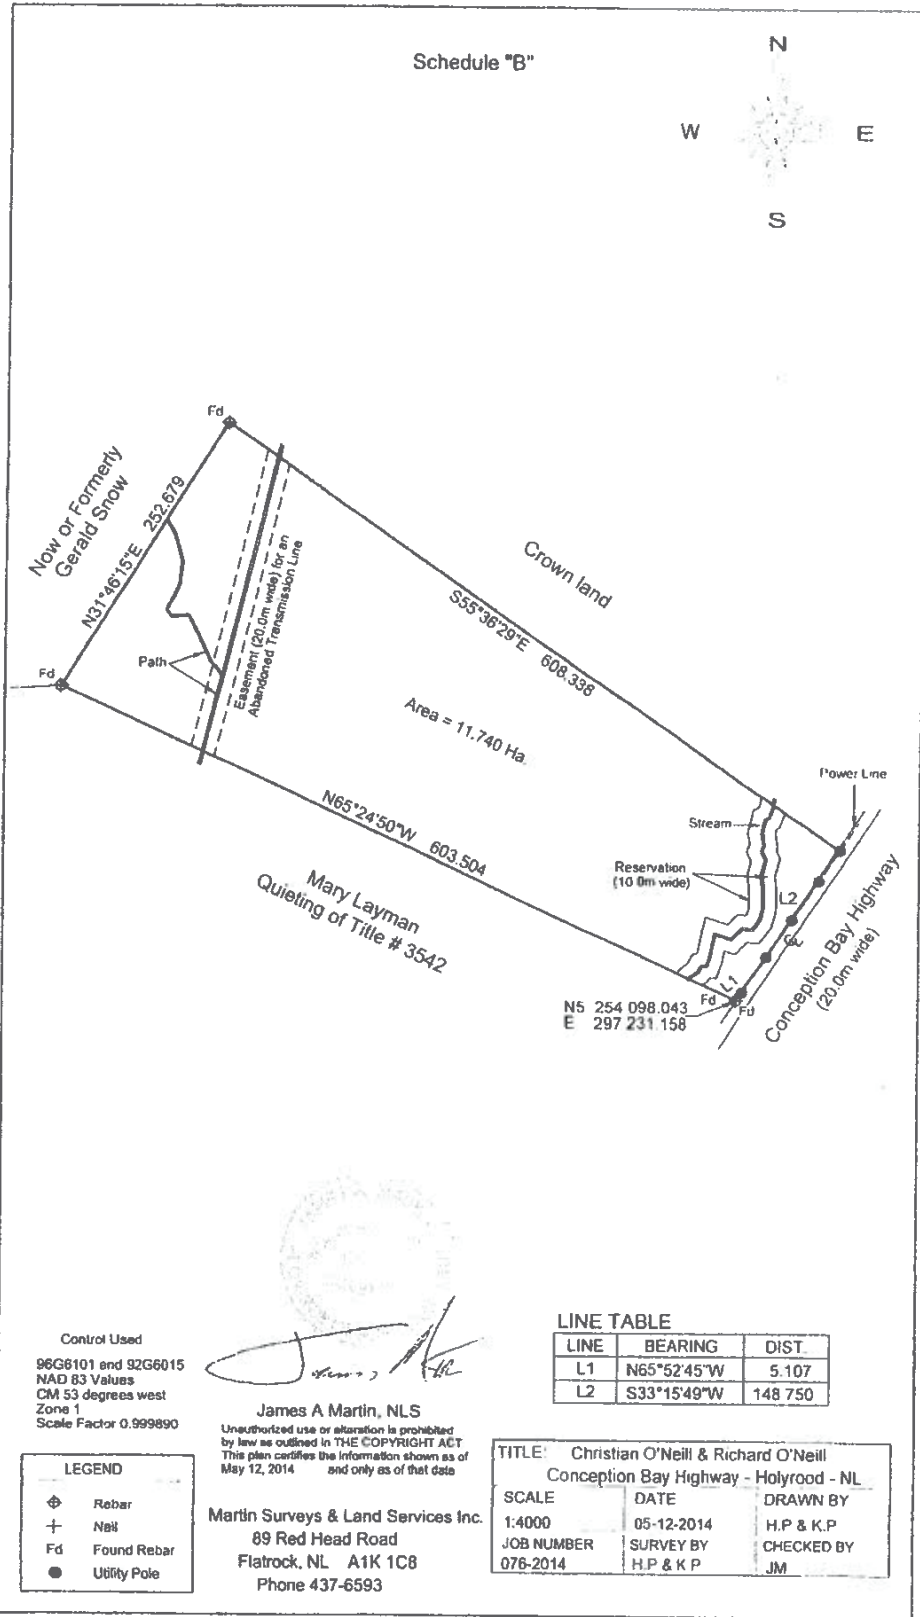 Schedule "B"
N
W
E
S
Fd
Now or Formerly
Gerald Snow
N31°46'15"E 252.679
Fd
Path
Easement (20.0m wide) for an
Abandoned Transmission Line
Crown land
S55°36'29"E 608.338
Area = 11.740 Ha.
N65°24'50"W 603.504
Mary Layman
Quieting of Title # 3542
Power Line
Stream
Reservation
(10.0m wide)
L2
L1
Fd
Fd
N5 254 098.043
E 297 231.158
Conception Bay Highway
(20.0m wide)
Control Used
96G6101 and 92G6015
NAD 83 Values
CM 53 degrees west
Zone 1
Scale Factor 0.999890
James A Martin, NLS
Unauthorized use or alteration is prohibited
by law as outlined in THE COPYRIGHT ACT
This plan certifies the information shown as of
May 12, 2014 and only as of that date
Martin Surveys & Land Services Inc.
89 Red Head Road
Flatrock, NL A1K 1C8
Phone 437-6593
LEGEND
Rebar
Nail
Fd Found Rebar
Utility Pole
LINE TABLE
LINE BEARING DIST.
L1 N65°52'45"W 5.107
L2 S33°15'49"W 148 750
TITLE: Christian O'Neill & Richard O'Neill
Conception Bay Highway - Holyrood - NL
SCALE DATE DRAWN BY
1:4000 05-12-2014 H.P & K.P
JOB NUMBER SURVEY BY CHECKED BY
076-2014 H.P & K P JM